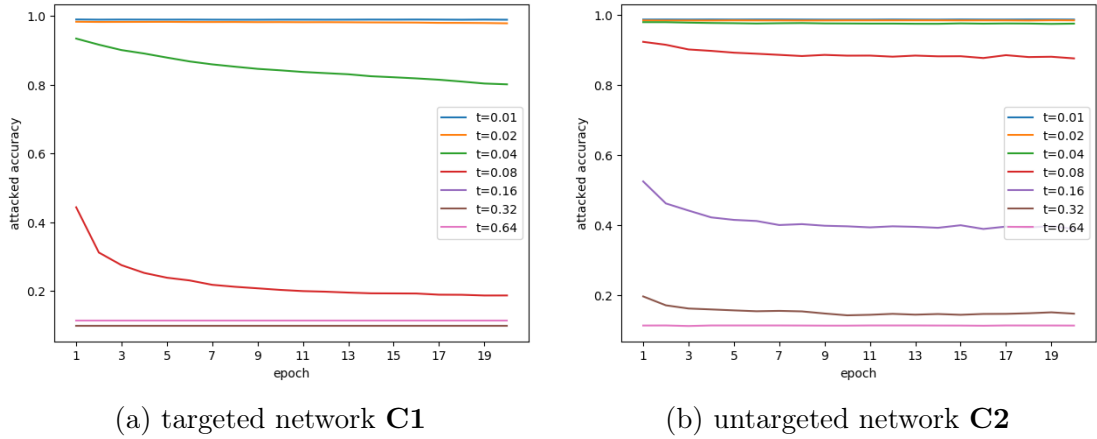 1.0
0.8
0.6
0.4
0.2
attacked accuracy
1 3 5 7 9 11 13 15 17 19
epoch
t=0.01
t=0.02
t=0.04
t=0.08
t=0.16
t=0.32
t=0.64
(a) targeted network C1
1.0
0.8
0.6
0.4
0.2
attacked accuracy
1 3 5 7 9 11 13 15 17 19
epoch
t=0.01
t=0.02
t=0.04
t=0.08
t=0.16
t=0.32
t=0.64
(b) untargeted network C2